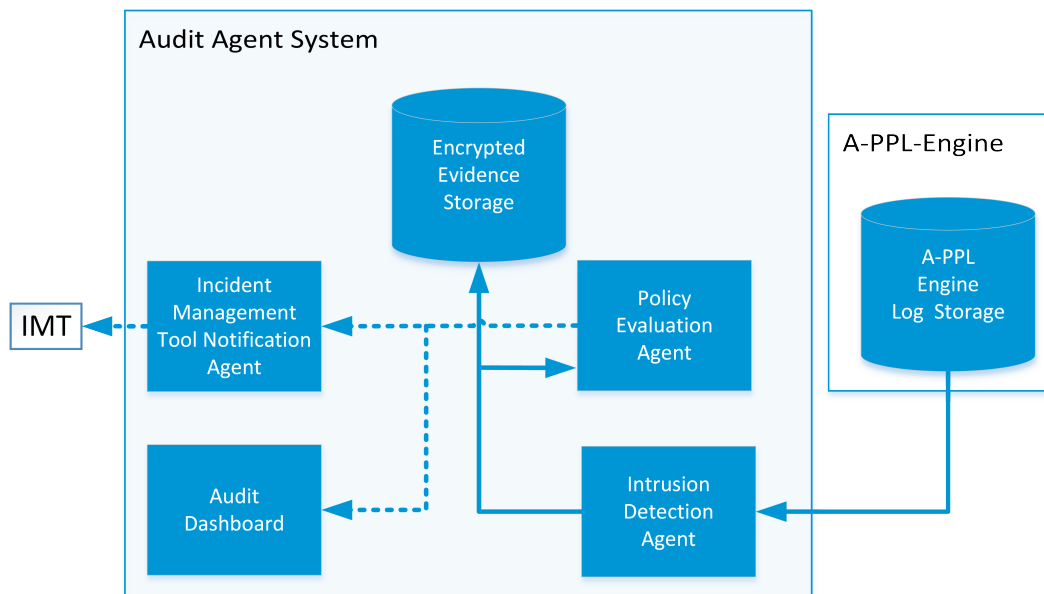 Audit Agent System
Encrypted
Evidence
Storage
A-PPL-Engine
A-PPL
Engine
Log Storage
Incident
Management
Tool Notification
Agent
Policy
Evaluation
Agent
IMT
Audit
Dashboard
Intrusion
Detection
Agent